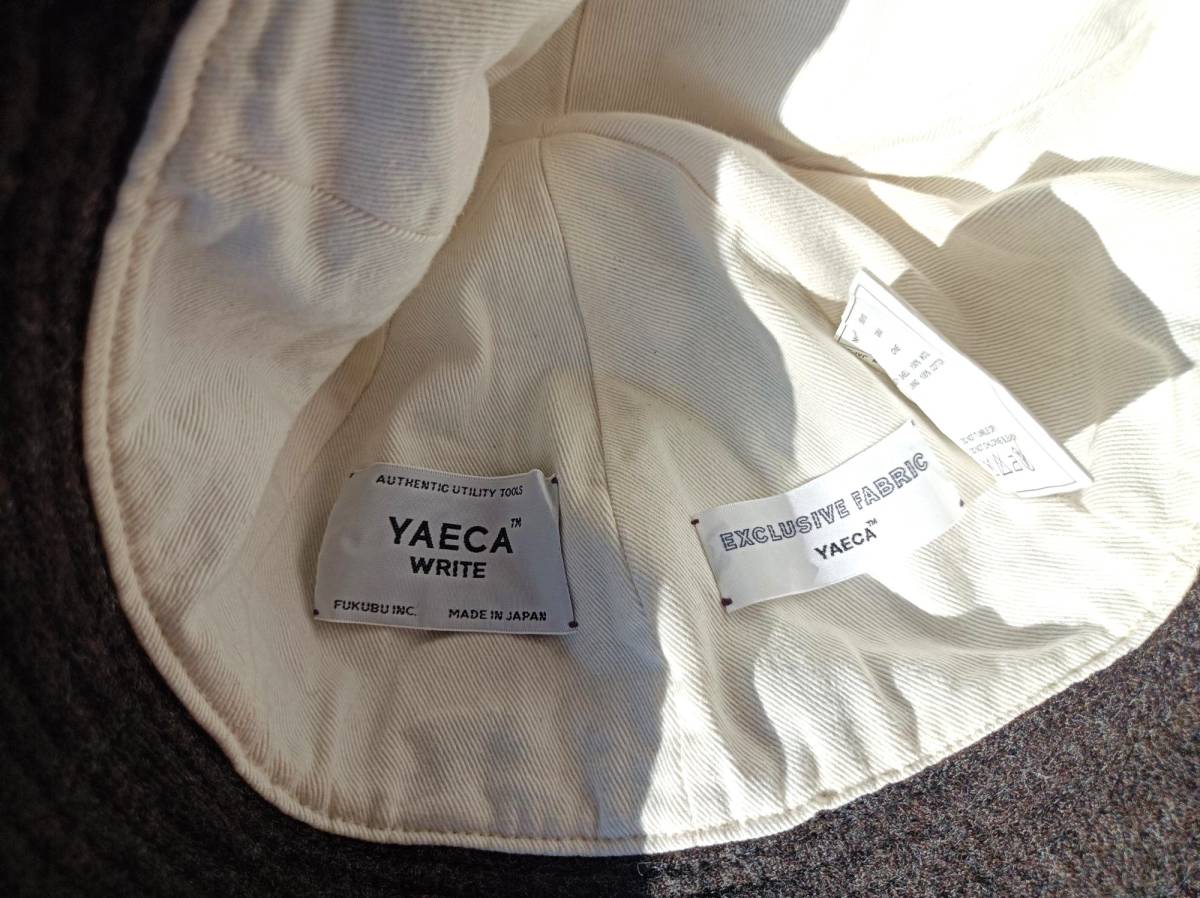 AUTHENTIC UTILITY TOOLS
YAECA™
WRITE
FUKUBU INC. MADE IN JAPAN
EXCLUSIVE FABRIC
YAECA™